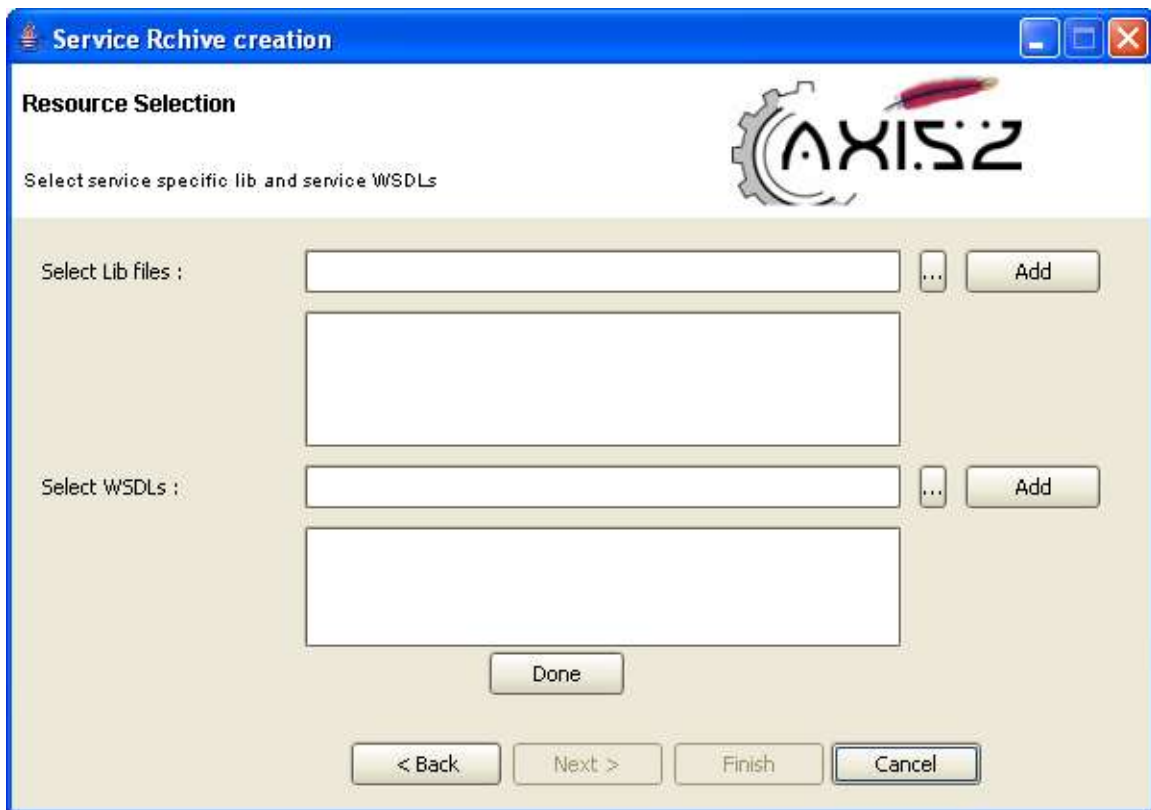 Service Rchive creation
Resource Selection
AXIS2
Select service specific lib and service WSDLs
Select Lib files :
...
Add
Select WSDLs :
...
Add
Done
< Back
Next >
Finish
Cancel